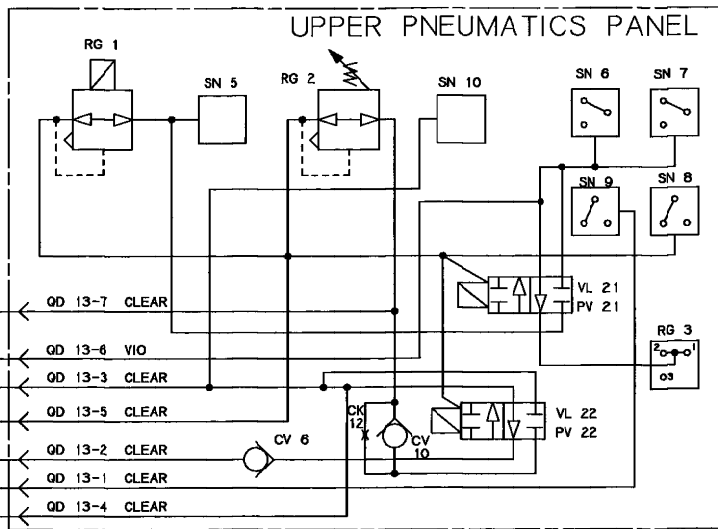 UPPER PNEUMATICS PANEL
RG 1
SN 5
RG 2
SN 10
SN 6
SN 7
SN 9
SN 8
QD 13-7 CLEAR
VL 21
PV 21
RG 3
2 1
3
QD 13-6 VIO
QD 13-3 CLEAR
QD 13-5 CLEAR
CK
12
CV
10
VL 22
PV 22
QD 13-2 CLEAR
CV 6
QD 13-1 CLEAR
QD 13-4 CLEAR